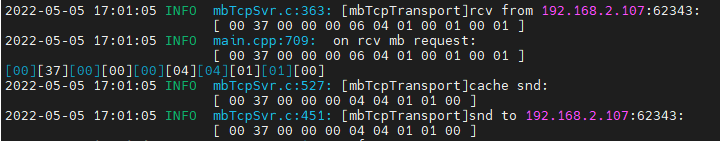 2022-05-05 17:01:05 INFO  mbTcpSvr.c:363: [mbTcpTransport]rcv from 192.168.2.107:62343:
[ 00 37 00 00 00 06 04 01 00 01 00 01 ]
2022-05-05 17:01:05 INFO  main.cpp:709:  on rcv mb request:
[ 00 37 00 00 00 06 04 01 00 01 00 01 ]
[00][37][00][00][00][04][04][01][01][00]
2022-05-05 17:01:05 INFO  mbTcpSvr.c:527: [mbTcpTransport]cache snd:
[ 00 37 00 00 00 04 04 01 01 00 ]
2022-05-05 17:01:05 INFO  mbTcpSvr.c:451: [mbTcpTransport]snd to 192.168.2.107:62343:
[ 00 37 00 00 00 04 04 01 01 00 ]